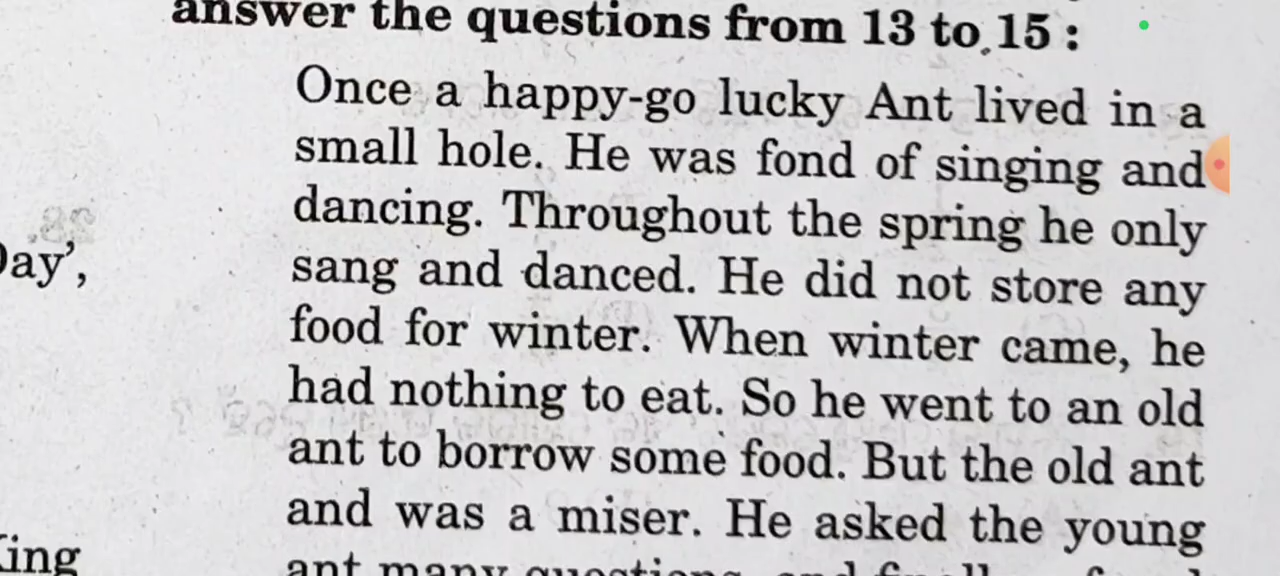 answer the questions from 13 to 15 :
Once a happy-go lucky Ant lived in a
small hole. He was fond of singing and
dancing. Throughout the spring he only
Day',
sang and danced. He did not store any
food for winter. When winter came, he
had nothing to eat. So he went to an old
ant to borrow some food. But the old ant
and was a miser. He asked the young
ant many questions, and